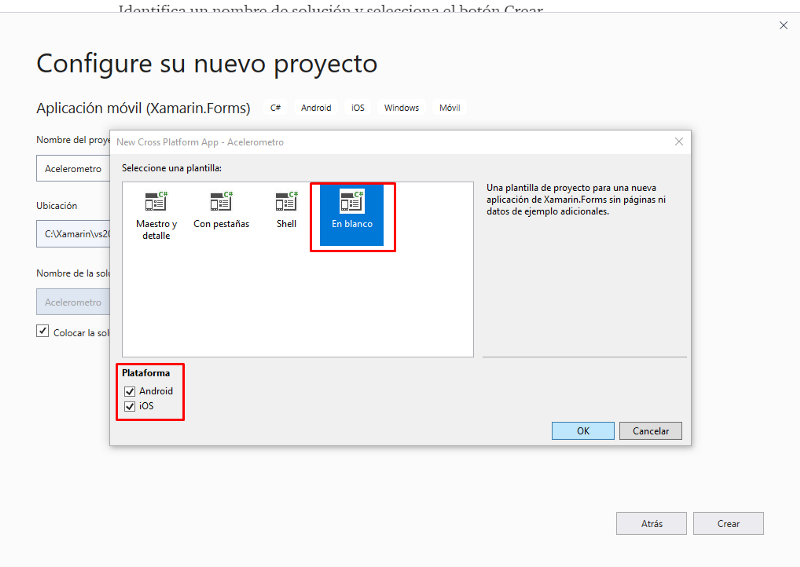 Identifica un nombre de solución y selecciona el botón Crear
Configure su nuevo proyecto
Aplicación móvil (Xamarin.Forms) C# Android iOS Windows Móvil
Nombre del proye
Acelerometro
Ubicación
C:\Xamarin\vs20
Nombre de la solu
Acelerometro
Colocar la sol
New Cross Platform App - Acelerometro
Seleccione una plantilla:
C# C# C# C#
Maestro y
detalle
Con pestañas
Shell
En blanco
Una plantilla de proyecto para una nueva
aplicación de Xamarin.Forms sin páginas ni
datos de ejemplo adicionales.
Plataforma
Android
iOS
OK Cancelar
Atrás Crear